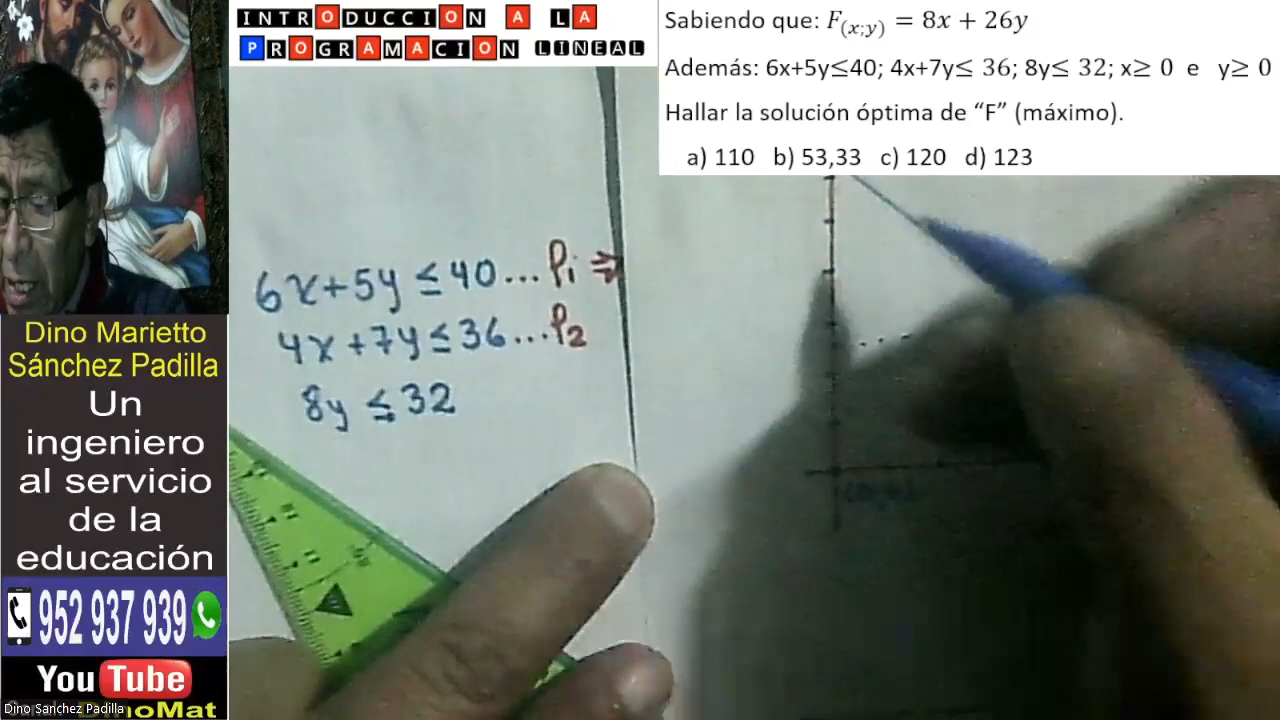 INTRODUCCION A LA
PROGRAMACION LINEAL
Sabiendo que: F(x;y) = 8x + 26y
Además: 6x+5y≤40; 4x+7y≤ 36; 8y≤ 32; x≥ 0 e y≥ 0
Hallar la solución óptima de “F” (máximo).
a) 110 b) 53,33 c) 120 d) 123
6x+5y ≤40...P1 ⇒
4x+7y≤36...P2
8y ≤32
Dino Marietto
Sánchez Padilla
Un
ingeniero
al servicio
de la
educación
952 937 939
YouTube
Dino Sanchez Padilla
DinoMat